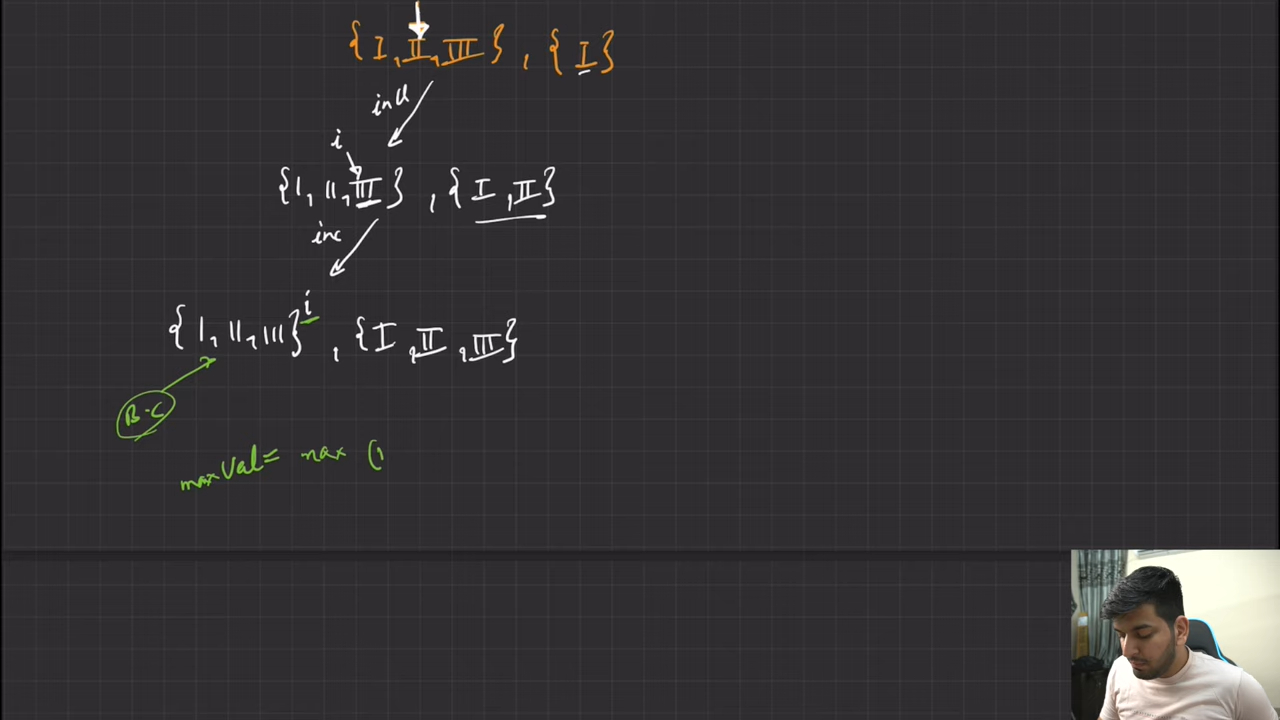 {I, II, III}, {I}
incl
i
{I, II, III}, {I, II}
inc
i
{I, II, III}, {I, II, III}
B.C
maxVal = max (